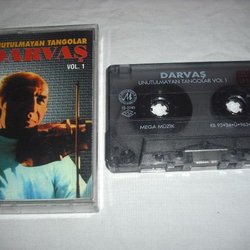 UNUTULMAYAN TANGOLAR
DARVAŞ
VOL. 1
DARVAŞ
UNUTULMAYAN TANGOLAR VOL.1
MEGA MÜZİK